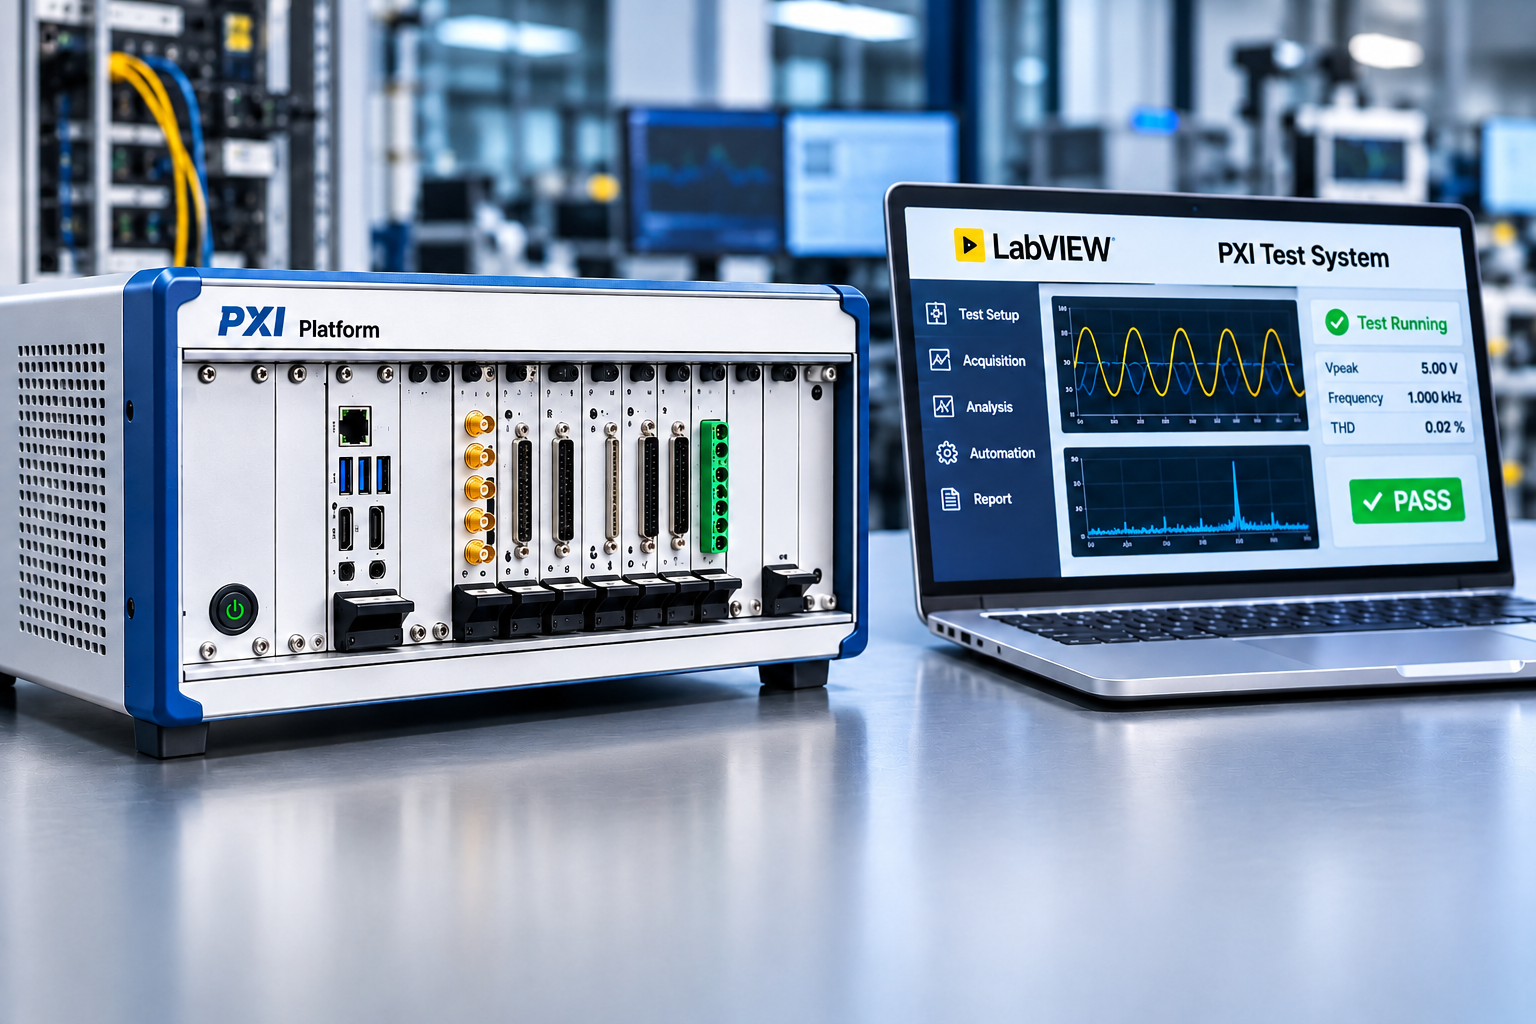 PXI Platform
LabVIEW
PXI Test System
Test Setup
Acquisition
Analysis
Automation
Report
Test Running
Vpeak 5.00 V
Frequency 1.000 kHz
THD 0.02 %
PASS